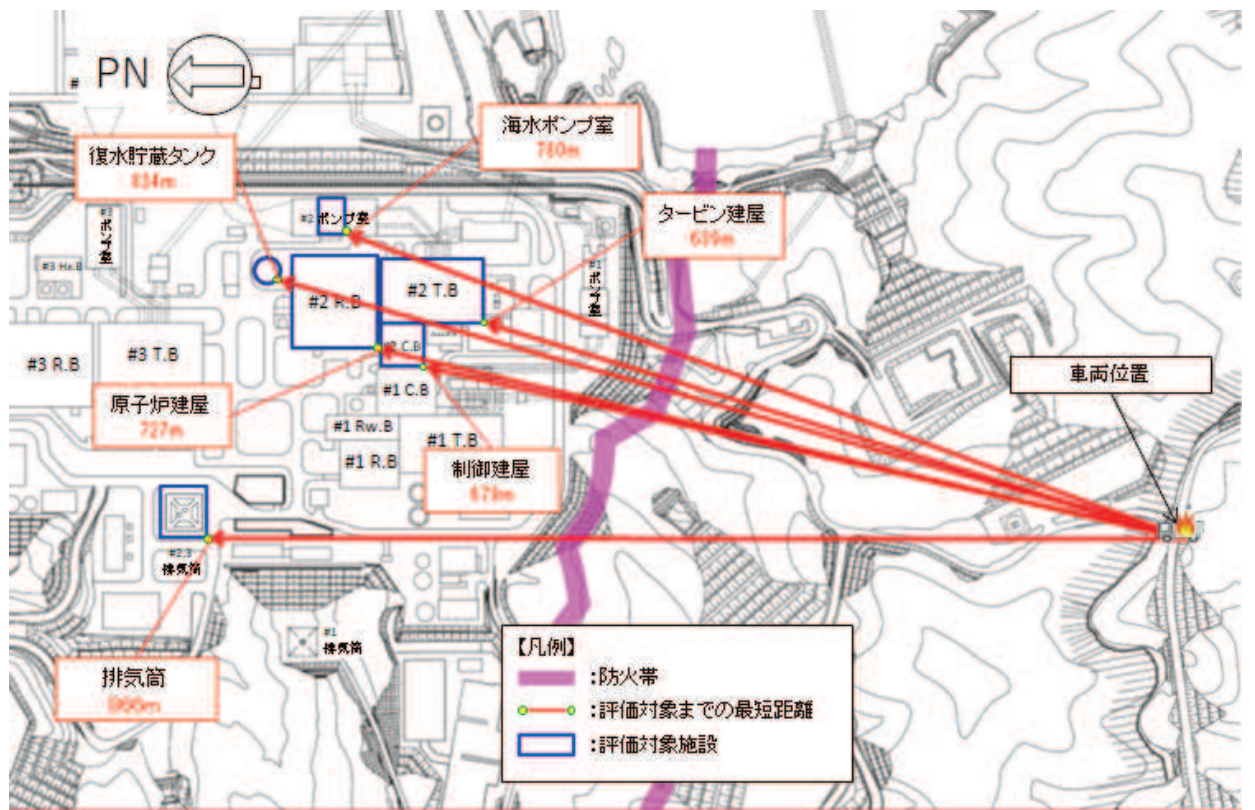 PN
#
海水ポンプ室
780m
復水貯蔵タンク
834m
タービン建屋
639m
#2 ポンプ室
#3
ポンプ室
#3 Hx.B
#1
ポンプ室
#2 R.B
#2 T.B
#2 C.B
#3 R.B
#3 T.B
#1 C.B
車両位置
原子炉建屋
727m
#1 Rw.B
#1 T.B
#1 R.B
制御建屋
679m
#2,3
排気筒
#1
排気筒
排気筒
866m
【凡例】
:防火帯
:評価対象までの最短距離
:評価対象施設